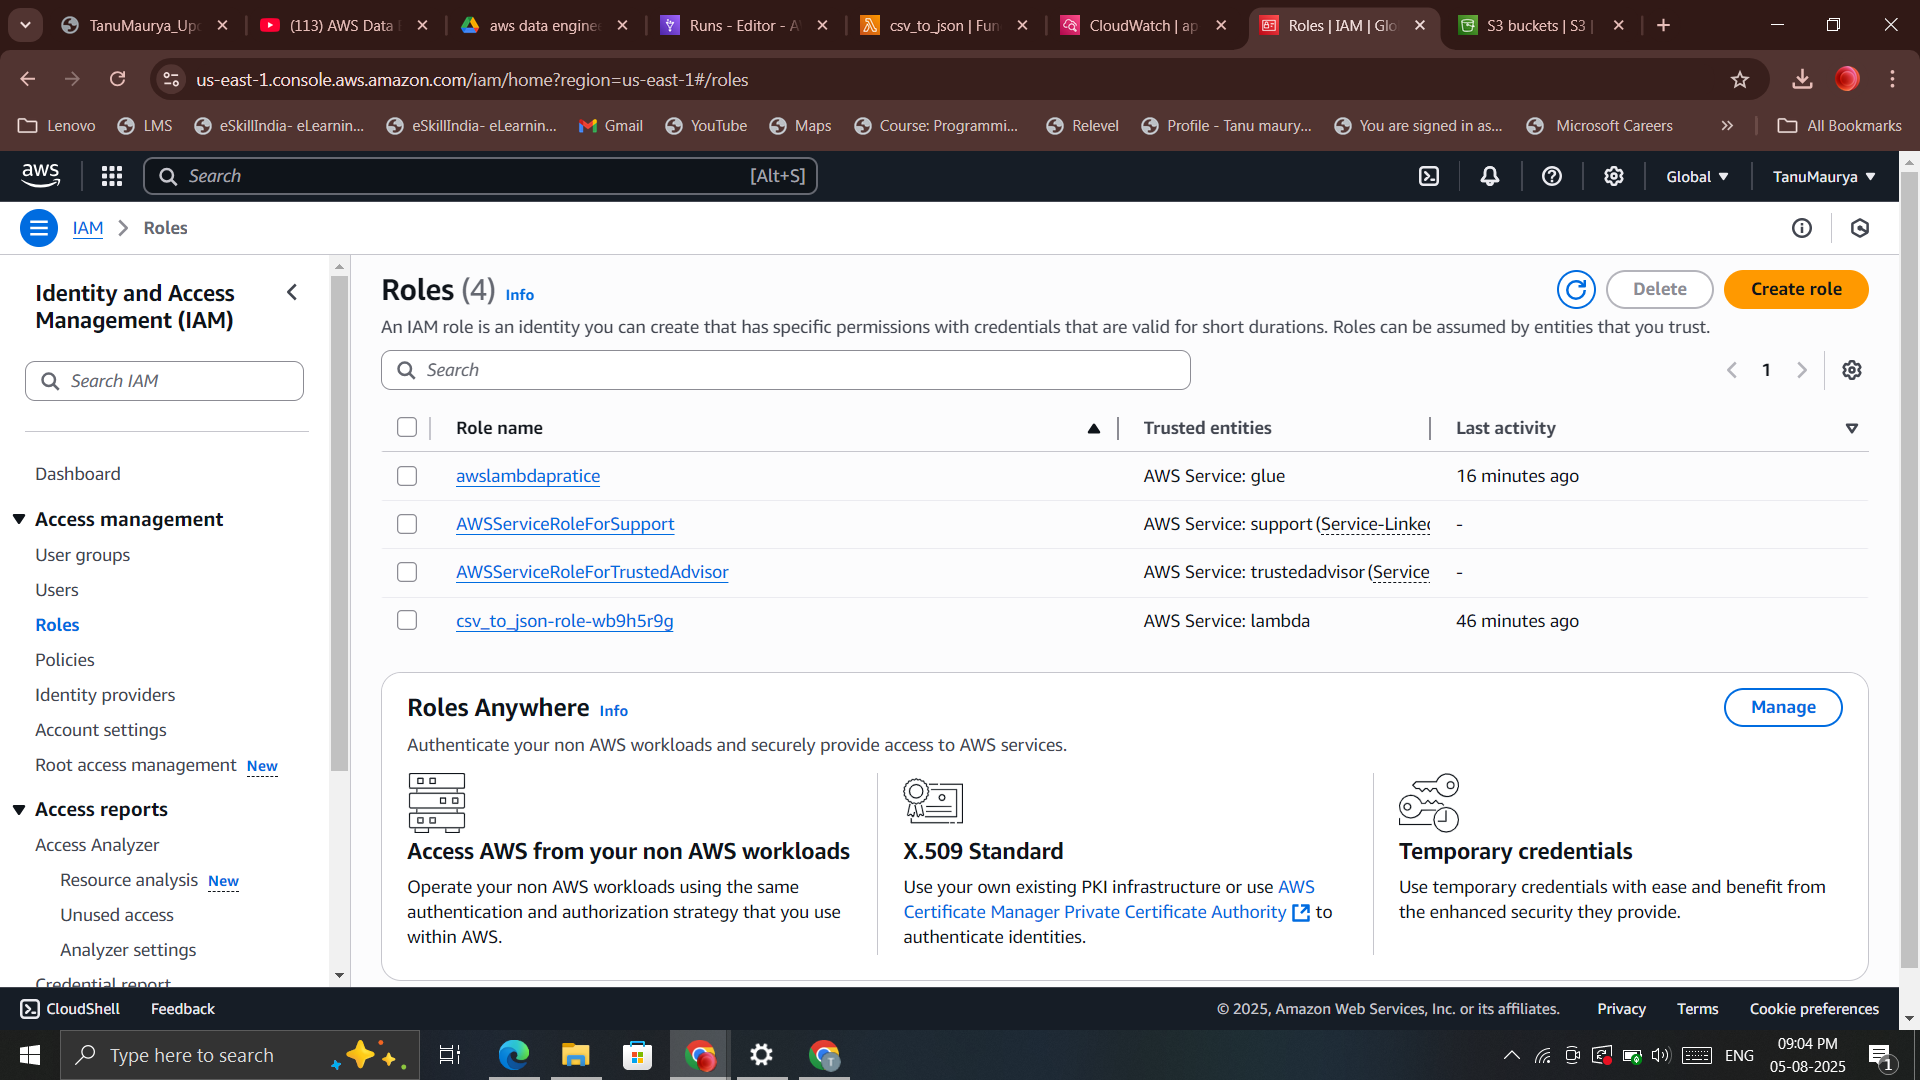 TanuMaurya_Upd
(113) AWS Data E
aws data enginee
Runs - Editor - A
csv_to_json | Fun
CloudWatch | ap
Roles | IAM | Glo
S3 buckets | S3 |
us-east-1.console.aws.amazon.com/iam/home?region=us-east-1#/roles
Lenovo
LMS
eSkillIndia- eLearnin...
eSkillIndia- eLearnin...
Gmail
YouTube
Maps
Course: Programmi...
Relevel
Profile - Tanu maury...
You are signed in as...
Microsoft Careers
All Bookmarks
aws
Search
[Alt+S]
Global
TanuMaurya
IAM
Roles
Identity and Access
Management (IAM)
Search IAM
Dashboard
Access management
User groups
Users
Roles
Policies
Identity providers
Account settings
Root access management New
Access reports
Access Analyzer
Resource analysis New
Unused access
Analyzer settings
Credential report
Roles (4) Info
Delete
Create role
An IAM role is an identity you can create that has specific permissions with credentials that are valid for short durations. Roles can be assumed by entities that you trust.
Search
1
Role name
Trusted entities
Last activity
awslambdapratice
AWS Service: glue
16 minutes ago
AWSServiceRoleForSupport
AWS Service: support (Service-Linked
-
AWSServiceRoleForTrustedAdvisor
AWS Service: trustedadvisor (Service
-
csv_to_json-role-wb9h5r9g
AWS Service: lambda
46 minutes ago
Roles Anywhere Info
Manage
Authenticate your non AWS workloads and securely provide access to AWS services.
Access AWS from your non AWS workloads
Operate your non AWS workloads using the same
authentication and authorization strategy that you use
within AWS.
X.509 Standard
Use your own existing PKI infrastructure or use AWS
Certificate Manager Private Certificate Authority to
authenticate identities.
Temporary credentials
Use temporary credentials with ease and benefit from
the enhanced security they provide.
CloudShell
Feedback
© 2025, Amazon Web Services, Inc. or its affiliates.
Privacy
Terms
Cookie preferences
Type here to search
T
ENG
09:04 PM
05-08-2025
1